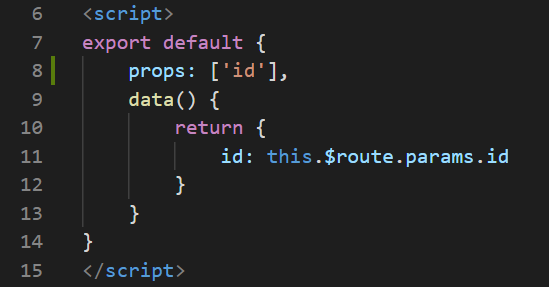 6 <script>
7 export default {
8 props: ['id'],
9 data() {
10 return {
11 id: this.$route.params.id
12 }
13 }
14 }
15 </script>